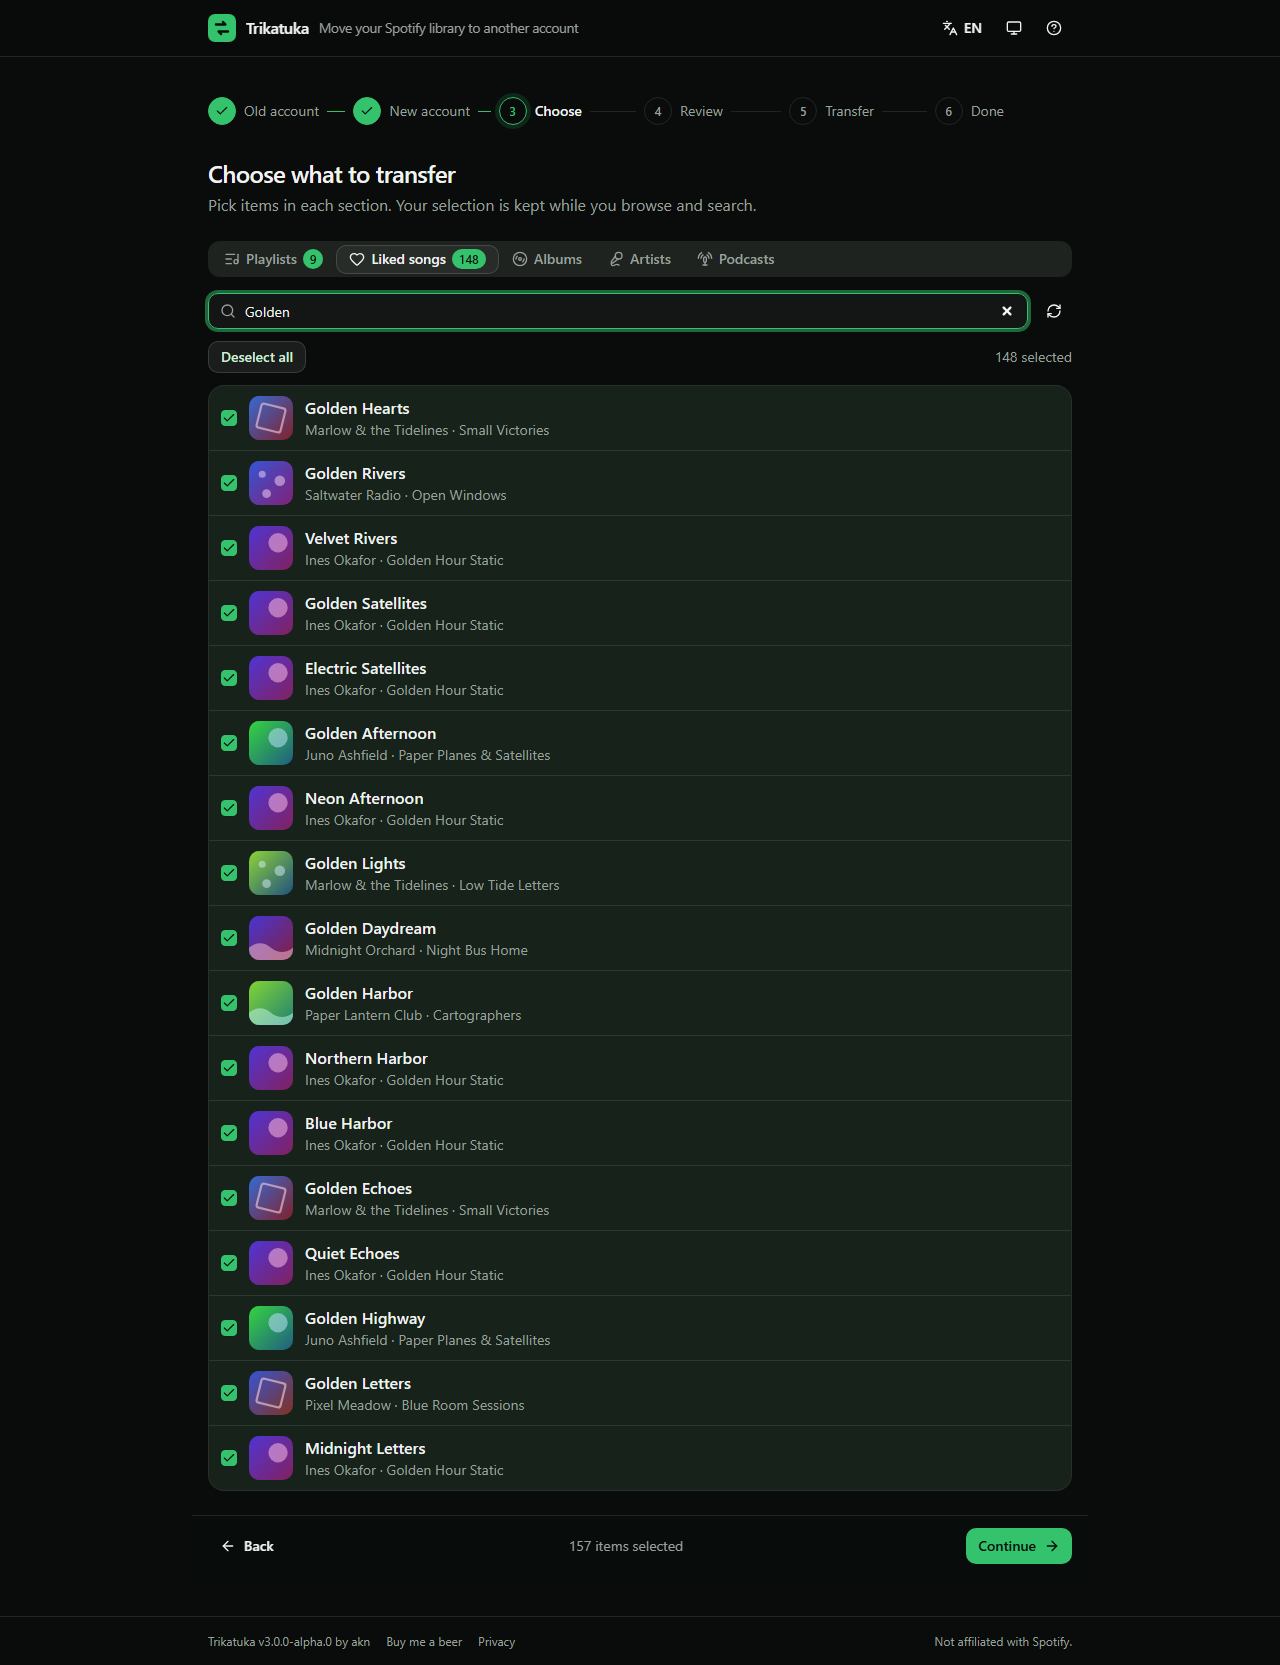 Trikatuka Move your Spotify library to another account EN
Old account New account 3 Choose 4 Review 5 Transfer 6 Done
Choose what to transfer
Pick items in each section. Your selection is kept while you browse and search.
Playlists 9 Liked songs 148 Albums Artists Podcasts
Golden
Deselect all 148 selected
Golden Hearts
Marlow & the Tidelines · Small Victories
Golden Rivers
Saltwater Radio · Open Windows
Velvet Rivers
Ines Okafor · Golden Hour Static
Golden Satellites
Ines Okafor · Golden Hour Static
Electric Satellites
Ines Okafor · Golden Hour Static
Golden Afternoon
Juno Ashfield · Paper Planes & Satellites
Neon Afternoon
Ines Okafor · Golden Hour Static
Golden Lights
Marlow & the Tidelines · Low Tide Letters
Golden Daydream
Midnight Orchard · Night Bus Home
Golden Harbor
Paper Lantern Club · Cartographers
Northern Harbor
Ines Okafor · Golden Hour Static
Blue Harbor
Ines Okafor · Golden Hour Static
Golden Echoes
Marlow & the Tidelines · Small Victories
Quiet Echoes
Ines Okafor · Golden Hour Static
Golden Highway
Juno Ashfield · Paper Planes & Satellites
Golden Letters
Pixel Meadow · Blue Room Sessions
Midnight Letters
Ines Okafor · Golden Hour Static
Back 157 items selected Continue
Trikatuka v3.0.0-alpha.0 by akn Buy me a beer Privacy Not affiliated with Spotify.